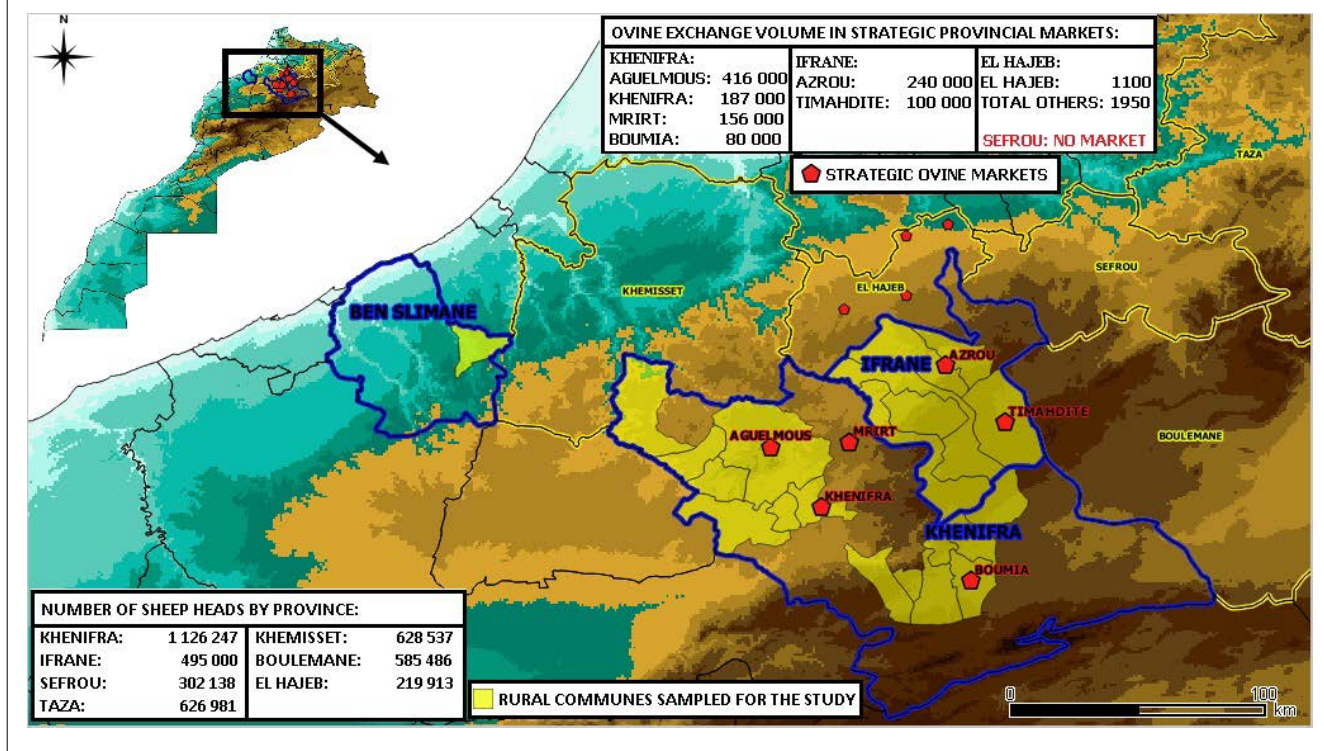 N
OVINE EXCHANGE VOLUME IN STRATEGIC PROVINCIAL MARKETS:
KHENIFRA:
AGUELMOUS: 416 000
KHENIFRA: 187 000
MRIRT: 156 000
BOUMIA: 80 000
IFRANE:
AZROU: 240 000
TIMAHDITE: 100 000
EL HAJEB:
EL HAJEB: 1100
TOTAL OTHERS: 1950
SEFROU: NO MARKET
STRATEGIC OVINE MARKETS
TAZA
SEFROU
KHEMISSET
EL HAJEB
BEN SLIMANE
IFRANE
AZROU
TIMAHDITE
AGUELMOUS
MRIRT
BOULEMANE
KHENIFRA
KHENIFRA
BOUMIA
NUMBER OF SHEEP HEADS BY PROVINCE:
KHENIFRA: 1 126 247
IFRANE: 495 000
SEFROU: 302 138
TAZA: 626 981
KHEMISSET: 628 537
BOULEMANE: 585 486
EL HAJEB: 219 913
RURAL COMMUNES SAMPLED FOR THE STUDY
0 100
km